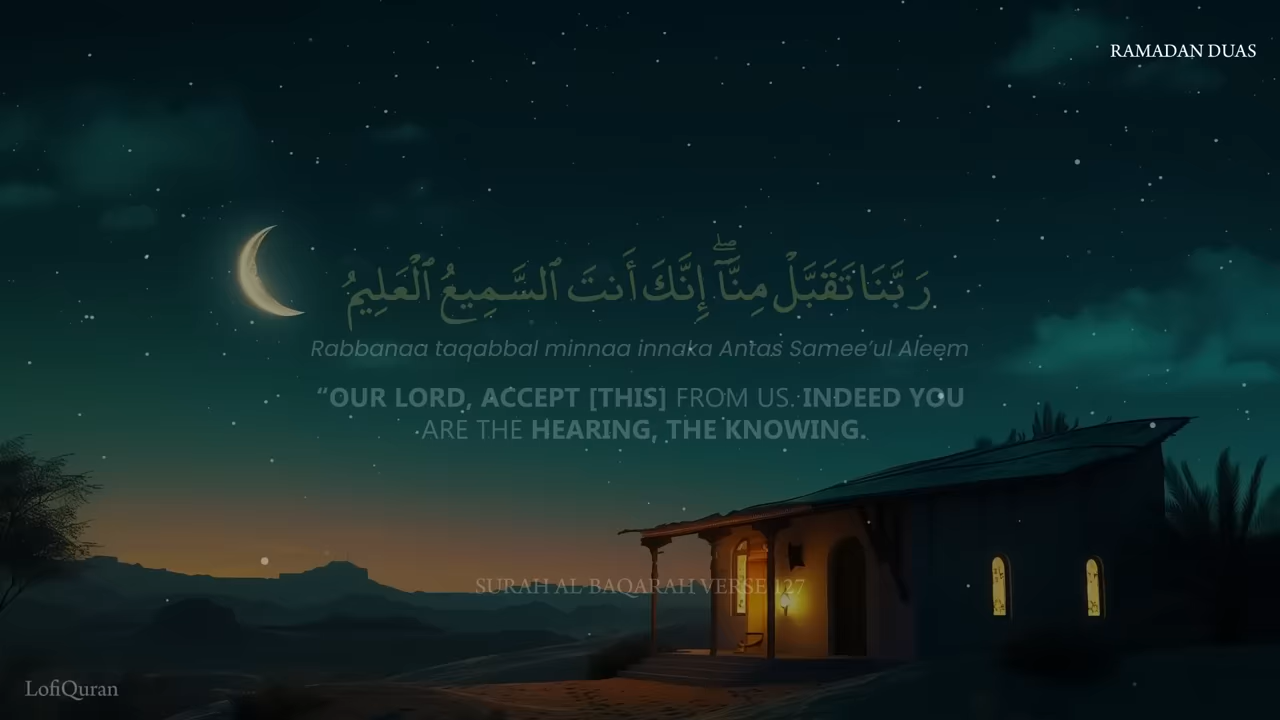 RAMADAN DUAS
رَبَّنَا تَقَبَّلْ مِنَّآ ۖ إِنَّكَ أَنتَ ٱلسَّمِيعُ ٱلْعَلِيمُ
Rabbanaa taqabbal minnaa innaka Antas Samee’ul Aleem
“OUR LORD, ACCEPT [THIS] FROM US. INDEED YOU
ARE THE HEARING, THE KNOWING.
SURAH AL-BAQARAH VERSE 127
LofiQuran